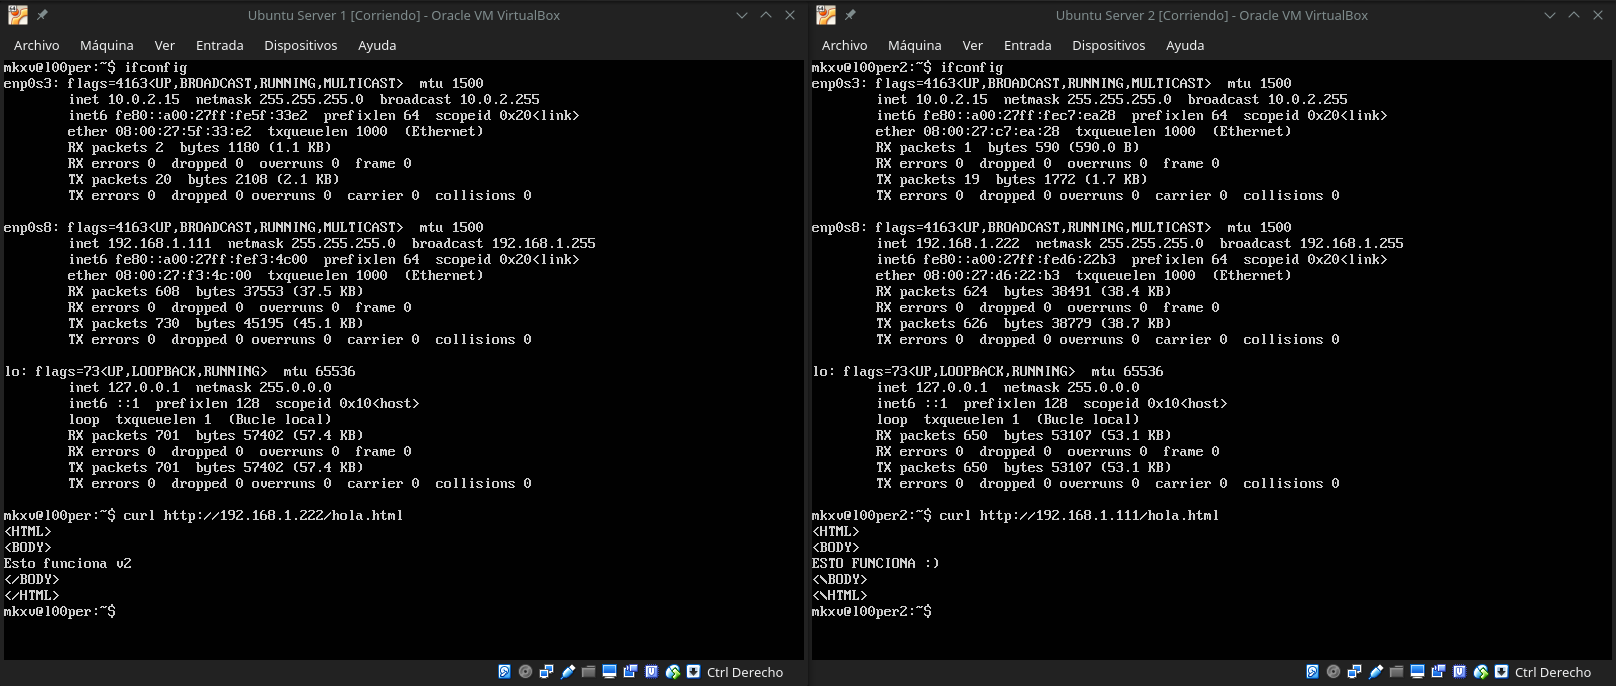 Ubuntu Server 1 [Corriendo] - Oracle VM VirtualBox
Archivo Máquina Ver Entrada Dispositivos Ayuda
mkxv@l00per:~$ ifconfig
enp0s3: flags=4163<UP,BROADCAST,RUNNING,MULTICAST>  mtu 1500
        inet 10.0.2.15  netmask 255.255.255.0  broadcast 10.0.2.255
        inet6 fe80::a00:27ff:fe5f:33e2  prefixlen 64  scopeid 0x20<link>
        ether 08:00:27:5f:33:e2  txqueuelen 1000  (Ethernet)
        RX packets 2  bytes 1180 (1.1 KB)
        RX errors 0  dropped 0  overruns 0  frame 0
        TX packets 20  bytes 2108 (2.1 KB)
        TX errors 0  dropped 0 overruns 0  carrier 0  collisions 0
enp0s8: flags=4163<UP,BROADCAST,RUNNING,MULTICAST>  mtu 1500
        inet 192.168.1.111  netmask 255.255.255.0  broadcast 192.168.1.255
        inet6 fe80::a00:27ff:fef3:4c00  prefixlen 64  scopeid 0x20<link>
        ether 08:00:27:f3:4c:00  txqueuelen 1000  (Ethernet)
        RX packets 608  bytes 37553 (37.5 KB)
        RX errors 0  dropped 0  overruns 0  frame 0
        TX packets 730  bytes 45195 (45.1 KB)
        TX errors 0  dropped 0 overruns 0  carrier 0  collisions 0
lo: flags=73<UP,LOOPBACK,RUNNING>  mtu 65536
        inet 127.0.0.1  netmask 255.0.0.0
        inet6 ::1  prefixlen 128  scopeid 0x10<host>
        loop  txqueuelen 1  (Bucle local)
        RX packets 701  bytes 57402 (57.4 KB)
        RX errors 0  dropped 0  overruns 0  frame 0
        TX packets 701  bytes 57402 (57.4 KB)
        TX errors 0  dropped 0 overruns 0  carrier 0  collisions 0
mkxv@l00per:~$ curl http://192.168.1.222/hola.html
<HTML>
<BODY>
Esto funciona v2
</BODY>
</HTML>
mkxv@l00per:~$
Ctrl Derecho
Ubuntu Server 2 [Corriendo] - Oracle VM VirtualBox
Archivo Máquina Ver Entrada Dispositivos Ayuda
mkxv@l00per2:~$ ifconfig
enp0s3: flags=4163<UP,BROADCAST,RUNNING,MULTICAST>  mtu 1500
        inet 10.0.2.15  netmask 255.255.255.0  broadcast 10.0.2.255
        inet6 fe80::a00:27ff:fec7:ea28  prefixlen 64  scopeid 0x20<link>
        ether 08:00:27:c7:ea:28  txqueuelen 1000  (Ethernet)
        RX packets 1  bytes 590 (590.0 B)
        RX errors 0  dropped 0  overruns 0  frame 0
        TX packets 19  bytes 1772 (1.7 KB)
        TX errors 0  dropped 0 overruns 0  carrier 0  collisions 0
enp0s8: flags=4163<UP,BROADCAST,RUNNING,MULTICAST>  mtu 1500
        inet 192.168.1.222  netmask 255.255.255.0  broadcast 192.168.1.255
        inet6 fe80::a00:27ff:fed6:22b3  prefixlen 64  scopeid 0x20<link>
        ether 08:00:27:d6:22:b3  txqueuelen 1000  (Ethernet)
        RX packets 624  bytes 38491 (38.4 KB)
        RX errors 0  dropped 0  overruns 0  frame 0
        TX packets 626  bytes 38779 (38.7 KB)
        TX errors 0  dropped 0 overruns 0  carrier 0  collisions 0
lo: flags=73<UP,LOOPBACK,RUNNING>  mtu 65536
        inet 127.0.0.1  netmask 255.0.0.0
        inet6 ::1  prefixlen 128  scopeid 0x10<host>
        loop  txqueuelen 1  (Bucle local)
        RX packets 650  bytes 53107 (53.1 KB)
        RX errors 0  dropped 0  overruns 0  frame 0
        TX packets 650  bytes 53107 (53.1 KB)
        TX errors 0  dropped 0 overruns 0  carrier 0  collisions 0
mkxv@l00per2:~$ curl http://192.168.1.111/hola.html
<HTML>
<BODY>
ESTO FUNCIONA :)
<\BODY>
<\HTML>
mkxv@l00per2:~$
Ctrl Derecho